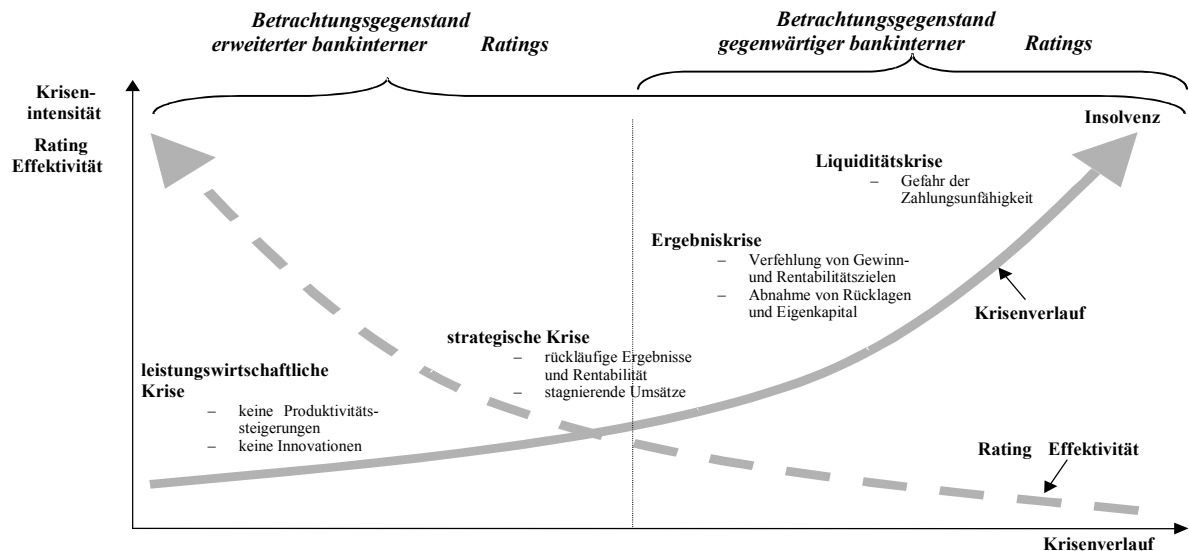 Betrachtungsgegenstand
erweiterter bankinterner Ratings
Betrachtungsgegenstand
gegenwärtiger bankinterner Ratings
Krisen-
intensität
Rating
Effektivität
Insolvenz
Liquiditätskrise
– Gefahr der
Zahlungsunfähigkeit
Ergebniskrise
– Verfehlung von Gewinn-
und Rentabilitätszielen
– Abnahme von Rücklagen
und Eigenkapital
Krisenverlauf
strategische Krise
– rückläufige Ergebnisse
und Rentabilität
– stagnierende Umsätze
leistungswirtschaftliche
Krise
– keine Produktivitäts-
steigerungen
– keine Innovationen
Rating Effektivität
Krisenverlauf